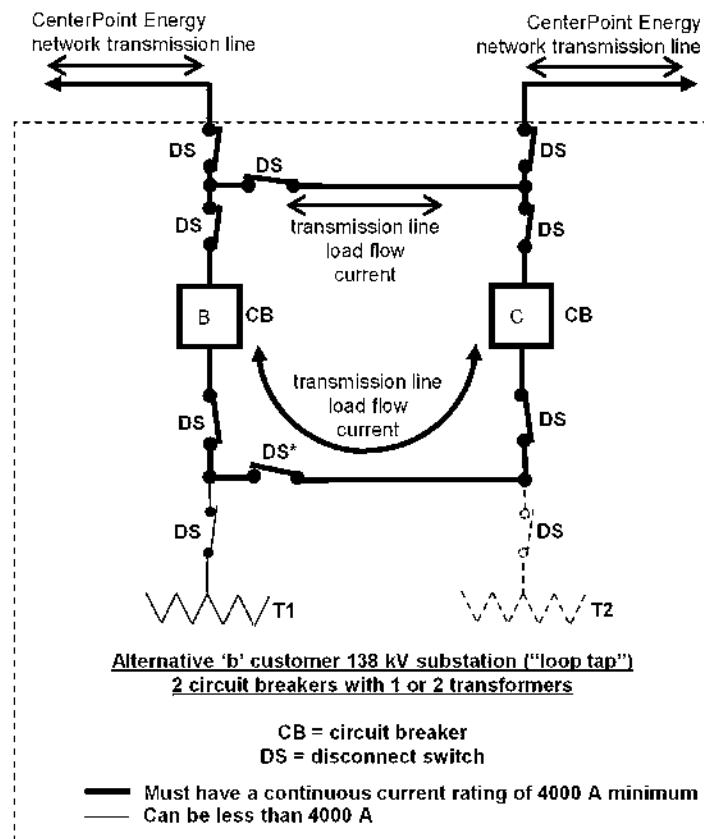 CenterPoint Energy
network transmission line
CenterPoint Energy
network transmission line
DS
DS
DS
DS
DS
transmission line
load flow
current
B
CB
C
CB
transmission line
load flow
current
DS
DS
DS*
DS
DS
T1
T2
Alternative 'b' customer 138 kV substation ("loop tap")
2 circuit breakers with 1 or 2 transformers
CB = circuit breaker
DS = disconnect switch
Must have a continuous current rating of 4000 A minimum
Can be less than 4000 A